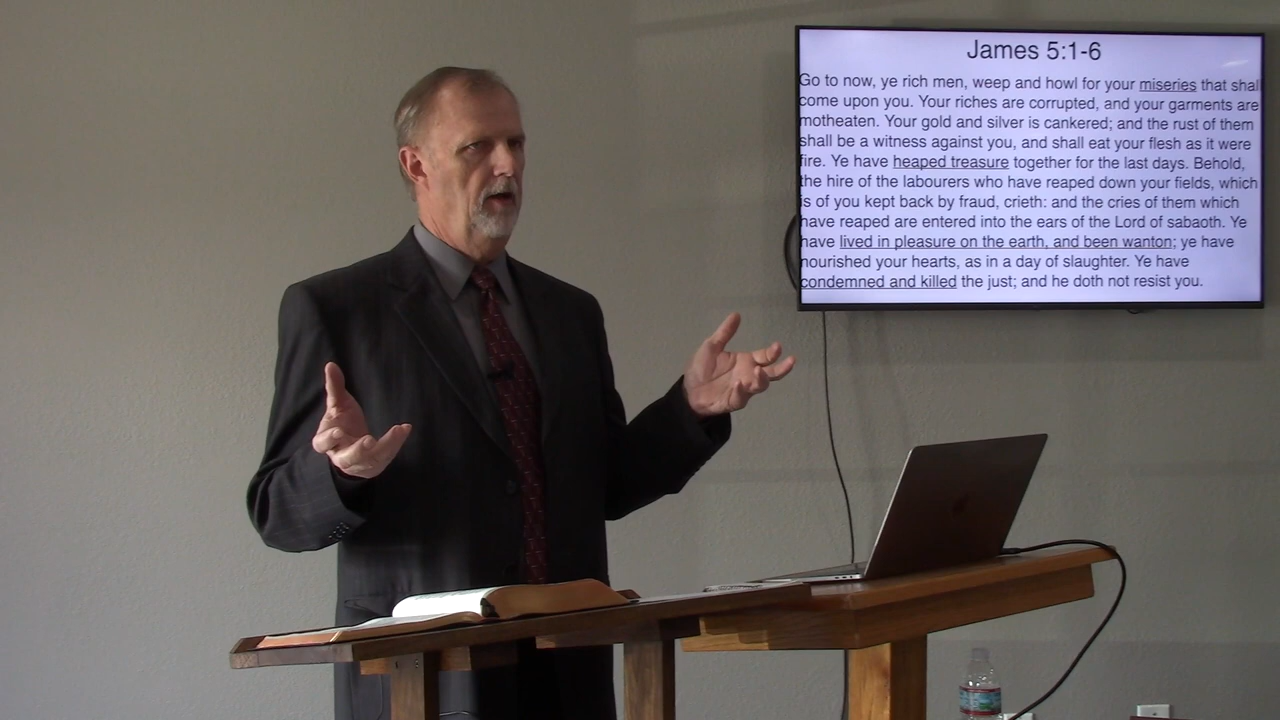 James 5:1-6
Go to now, ye rich men, weep and howl for your miseries that shall
come upon you. Your riches are corrupted, and your garments are
motheaten. Your gold and silver is cankered; and the rust of them
shall be a witness against you, and shall eat your flesh as it were
fire. Ye have heaped treasure together for the last days. Behold,
the hire of the labourers who have reaped down your fields, which
is of you kept back by fraud, crieth: and the cries of them which
have reaped are entered into the ears of the Lord of sabaoth. Ye
have lived in pleasure on the earth, and been wanton; ye have
nourished your hearts, as in a day of slaughter. Ye have
condemned and killed the just; and he doth not resist you.